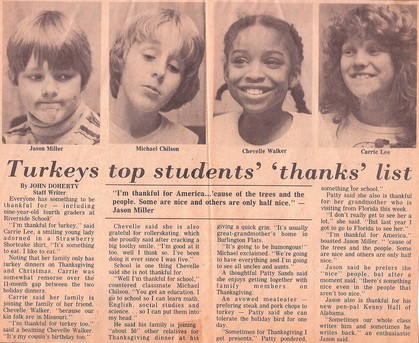 Jason Miller
Michael Chilson
Chevelle Walker
Carrie Lee
Turkeys top students' 'thanks' list
By JOHN DOHERTY
Staff Writer
Everyone has something to
be thankful for — including
nine-year-old fourth graders at
Riverside School
"I'm thankful for turkey," said
Carrie Lee, a smiling young lady
adorned in a Strawberry
Shortcake shirt. "It's something
to eat. I like to eat."
Noting that her family only has
turkey dinners on Thanksgiving
and Christmas, Carrie was
somewhat remorse over the
11-month gap between the two
holiday dinners.
Carrie said her family is
joining the family of her friend,
Chevelle Walker, "because our
kin folk are in Missouri."
"I'm thankful for turkey too,"
said a beaming Chevelle Walker.
"It's my cousin's birthday too."
"I'm thankful for America...'cause of the trees and the
people. Some are nice and others are only half nice." —
Jason Miller
Chevelle said she is also
grateful for rollerskating, which
she proudly said after cracking a
big toothy smile. "I'm good at it
too, well I think so. I've been
doing it ever since I was five."
School is one thing Chevelle
said she is not thankful for.
"Well I'm thankful for school,"
countered classmate Michael
Chilson. "You get an education. I
go to school so I can learn math,
English, social studies and
science. . . so I can put them into
my head."
He said his family is joining
about 30 other relatives for
Thanksgiving dinner at his
giving a quick grin. "It's usually
great-grandmother's home in
Burlington Flats.
"It's going to be humongous!"
Michael exclaimed. "We're going
to have everything and I'm going
to see all uncles and aunts."
A thoughtful Patty Sands said
she enjoys getting together with
family members on
Thanksgiving.
An avowed meateater —
prefering steak and pork chops to
turkey — Patty said she can
tolerate the holiday bird for one
day.
"Sometimes for Thanksgiving I
get presents," Patty pondered.
something for school."
Patty said she also is thankful
for her grandmother who is
visiting from Florida this week.
"I don't really get to see her a
lot," she said. "But last year I
got to go to Florida to see her."
"I'm thankful for America,"
boasted Jason Miller, "'cause of
the trees and the people. Some
are nice and others are only half
nice."
Jason said he prefers the
"nice" people, but after a
moment said, "there's something
nice even in the people that
aren't too nice."
Jason also is thankful for his
new pen-pal Kenny Hall of
Alabama.
"Sometimes our whole class
writes him and sometimes he
writes back," an enthusiastic
Jason said.